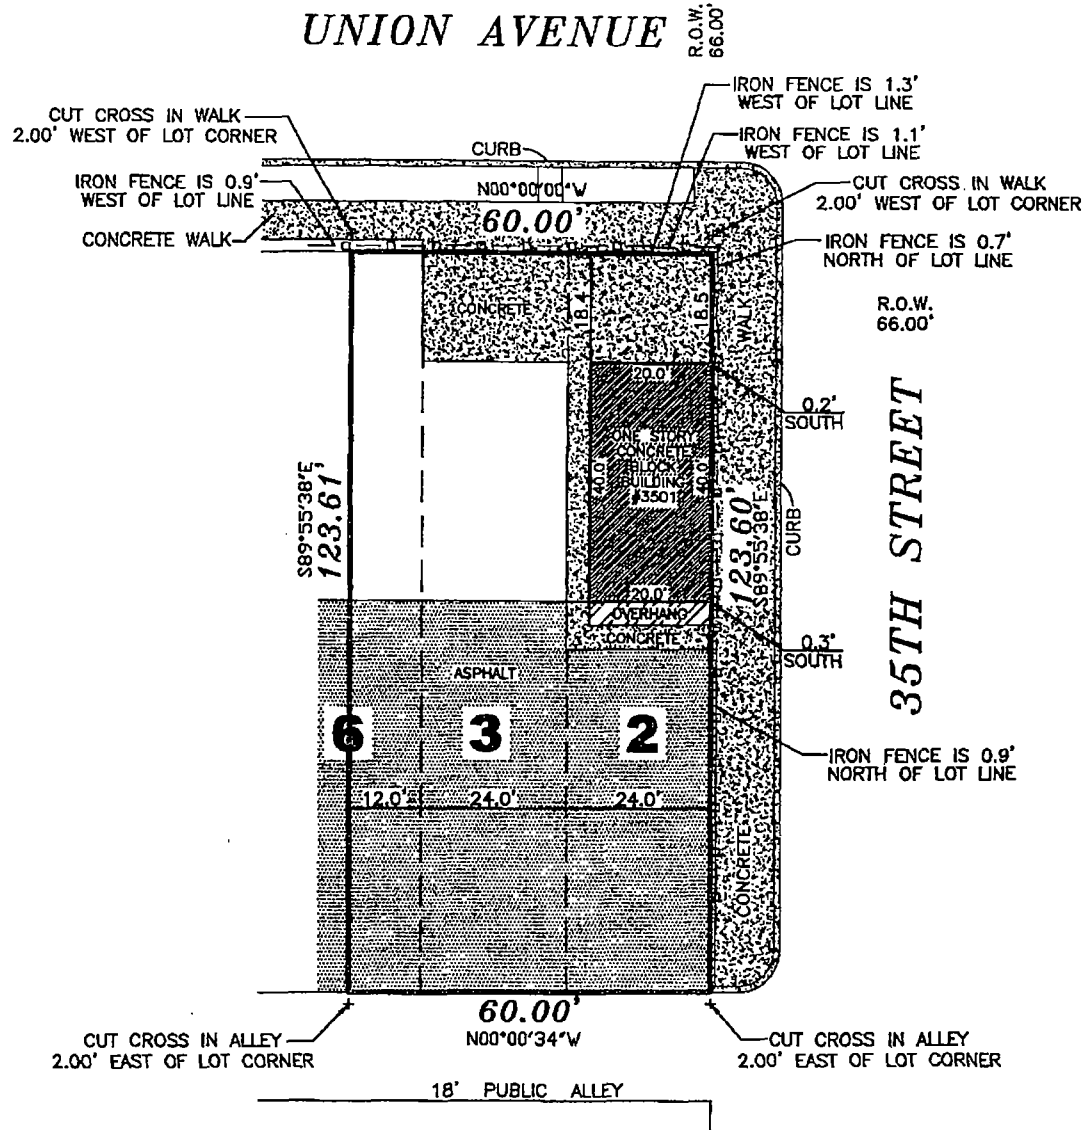 UNION AVENUE
R.O.W.
66.00'
IRON FENCE IS 1.3'
WEST OF LOT LINE
CUT CROSS IN WALK
2.00' WEST OF LOT CORNER
IRON FENCE IS 1.1'
WEST OF LOT LINE
CURB
IRON FENCE IS 0.9'
WEST OF LOT LINE
N00°00'00"W
60.00'
CUT CROSS IN WALK
2.00' WEST OF LOT CORNER
CONCRETE WALK
IRON FENCE IS 0.7'
NORTH OF LOT LINE
CONCRETE
18.4
18.5
WALK
R.O.W.
66.00'
20.0'
0.2'
SOUTH
ONE STORY
CONCRETE
BLOCK
BUILDING
#3501
40.0'
40.0'
S89°55'38"E
123.61'
123.60'
S89°55'38"E
CURB
35TH STREET
20.0'
OVERHANG
CONCRETE
0.3'
SOUTH
ASPHALT
6
3
2
IRON FENCE IS 0.9'
NORTH OF LOT LINE
12.0'
24.0'
24.0'
CONCRETE
60.00'
N00°00'34"W
CUT CROSS IN ALLEY
2.00' EAST OF LOT CORNER
CUT CROSS IN ALLEY
2.00' EAST OF LOT CORNER
18' PUBLIC ALLEY